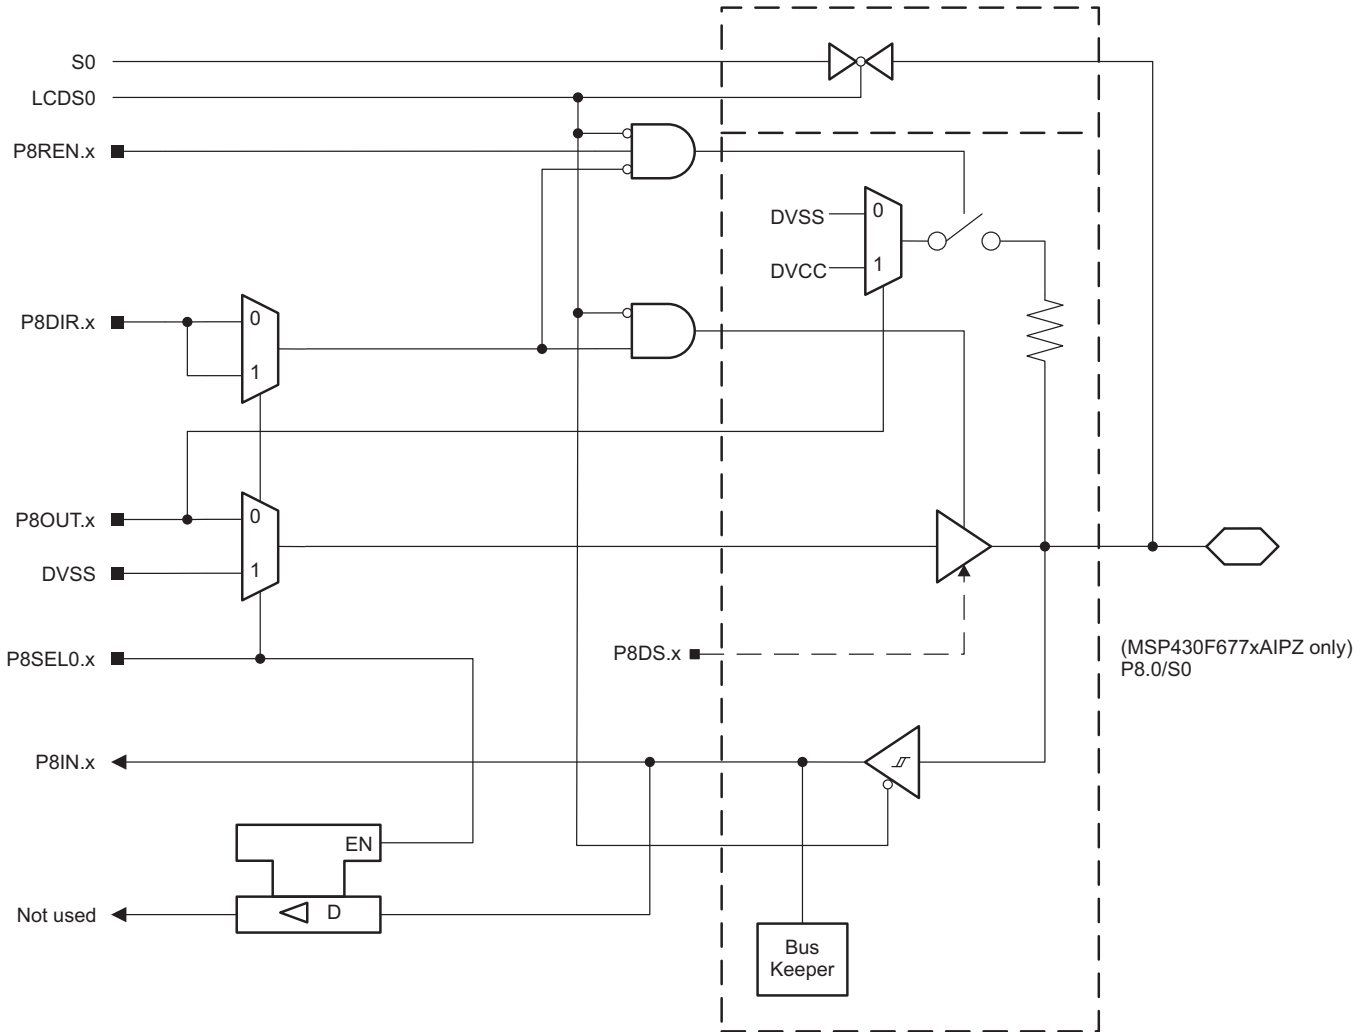 S0
LCDS0
P8REN.x
DVSS
0
DVCC
1
P8DIR.x
0
1
P8OUT.x
0
DVSS
1
P8SEL0.x
P8DS.x
(MSP430F677xAIPZ only)
P8.0/S0
P8IN.x
EN
Not used
D
Bus
Keeper